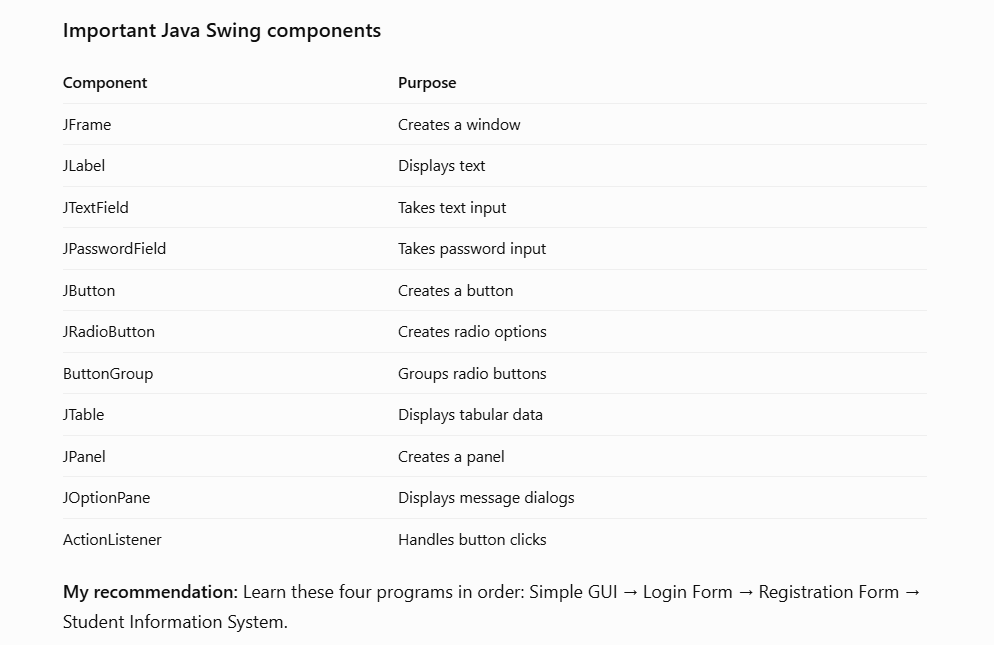 Important Java Swing components
Component Purpose
JFrame Creates a window
JLabel Displays text
JTextField Takes text input
JPasswordField Takes password input
JButton Creates a button
JRadioButton Creates radio options
ButtonGroup Groups radio buttons
JTable Displays tabular data
JPanel Creates a panel
JOptionPane Displays message dialogs
ActionListener Handles button clicks
My recommendation: Learn these four programs in order: Simple GUI → Login Form → Registration Form →
Student Information System.